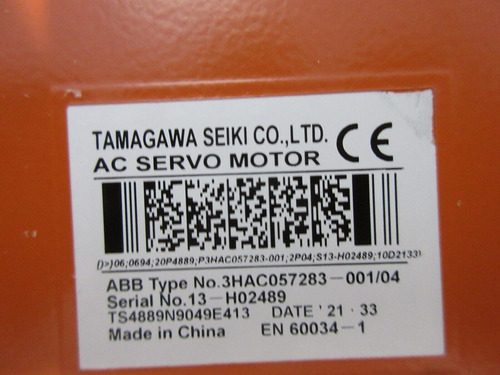 TAMAGAWA SEIKI CO.,LTD. CE
AC SERVO MOTOR
[)>}06;0694;20P4889;P3HAC057283-001;2P04;S13-H02489;10D2133}
ABB Type No.3HAC057283-001/04
Serial No.13-H02489
TS4889N9049E413 DATE '21・33
Made in China EN 60034-1